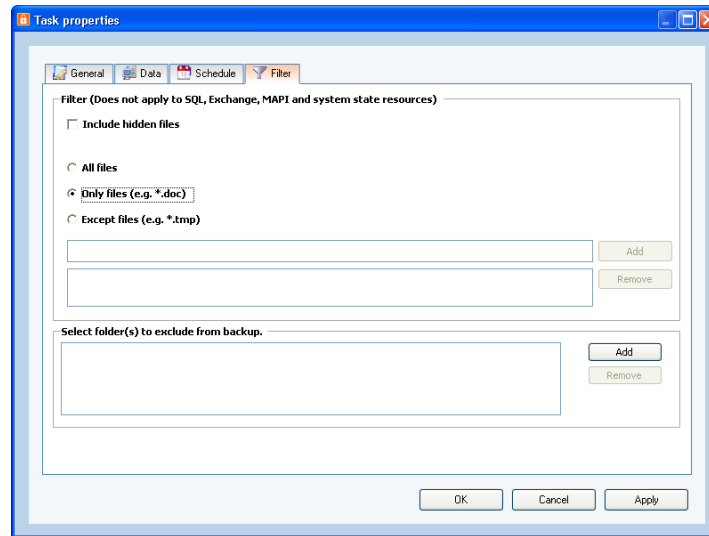 Task properties
General Data Schedule Filter
Filter (Does not apply to SQL, Exchange, MAPI and system state resources)
Include hidden files
All files
Only files (e.g. *.doc)
Except files (e.g. *.tmp)
Add
Remove
Select folder(s) to exclude from backup.
Add
Remove
OK Cancel Apply